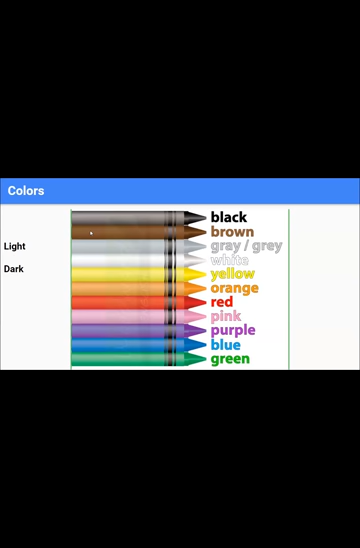 Colors
Light
Dark
black
brown
gray / grey
white
yellow
orange
red
pink
purple
blue
green